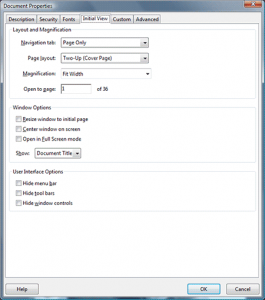 Document Properties
Description Security Fonts Initial View Custom Advanced
Layout and Magnification
Navigation tab: Page Only
Page layout: Two-Up (Cover Page)
Magnification: Fit Width
Open to page: 1 of 36
Window Options
Resize window to initial page
Center window on screen
Open in Full Screen mode
Show: Document Title
User Interface Options
Hide menu bar
Hide tool bars
Hide window controls
Help OK Cancel